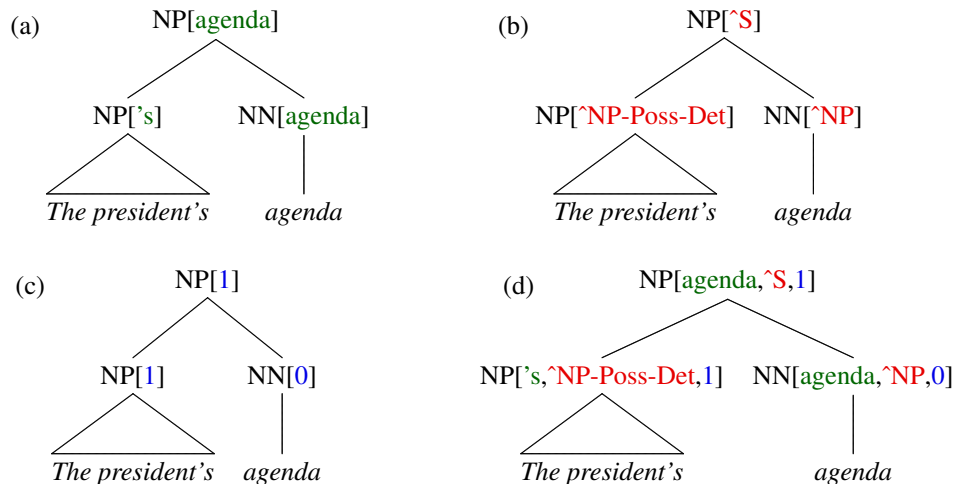 (a)
NP[agenda]
NP['s] NN[agenda]
The president's agenda
(b)
NP[ˆS]
NP[ˆNP-Poss-Det] NN[ˆNP]
The president's agenda
(c)
NP[1]
NP[1] NN[0]
The president's agenda
(d)
NP[agenda,ˆS,1]
NP['s,ˆNP-Poss-Det,1] NN[agenda,ˆNP,0]
The president's agenda